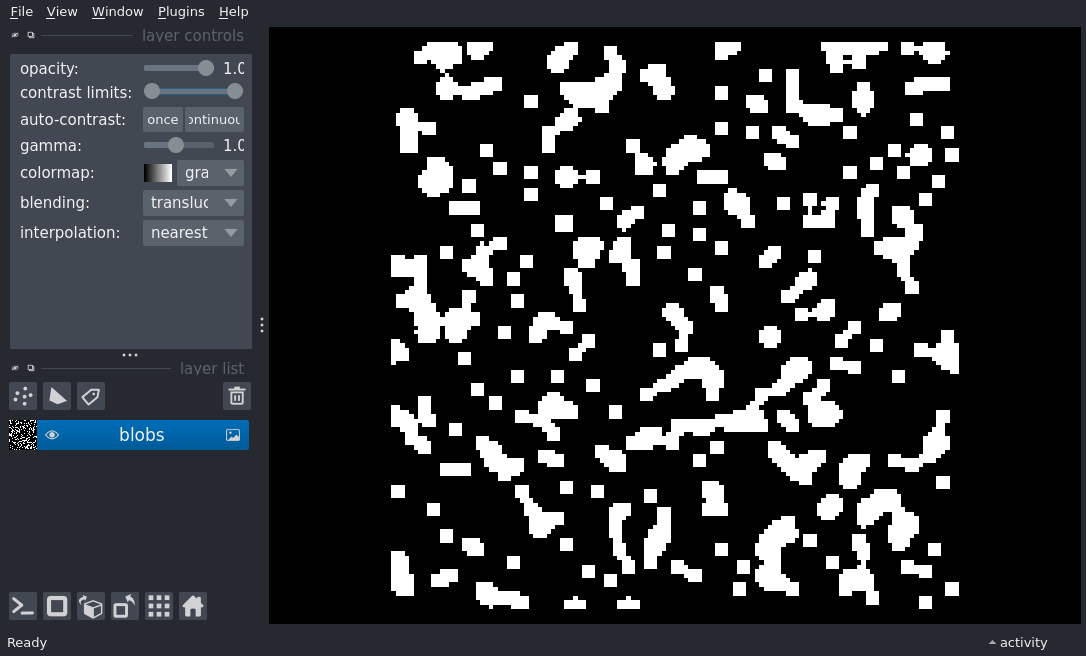 File View Window Plugins Help
layer controls
opacity: 1.0
contrast limits:
auto-contrast: once ontinuou
gamma: 1.0
colormap: gra
blending: transluc
interpolation: nearest
layer list
blobs
Ready
activity